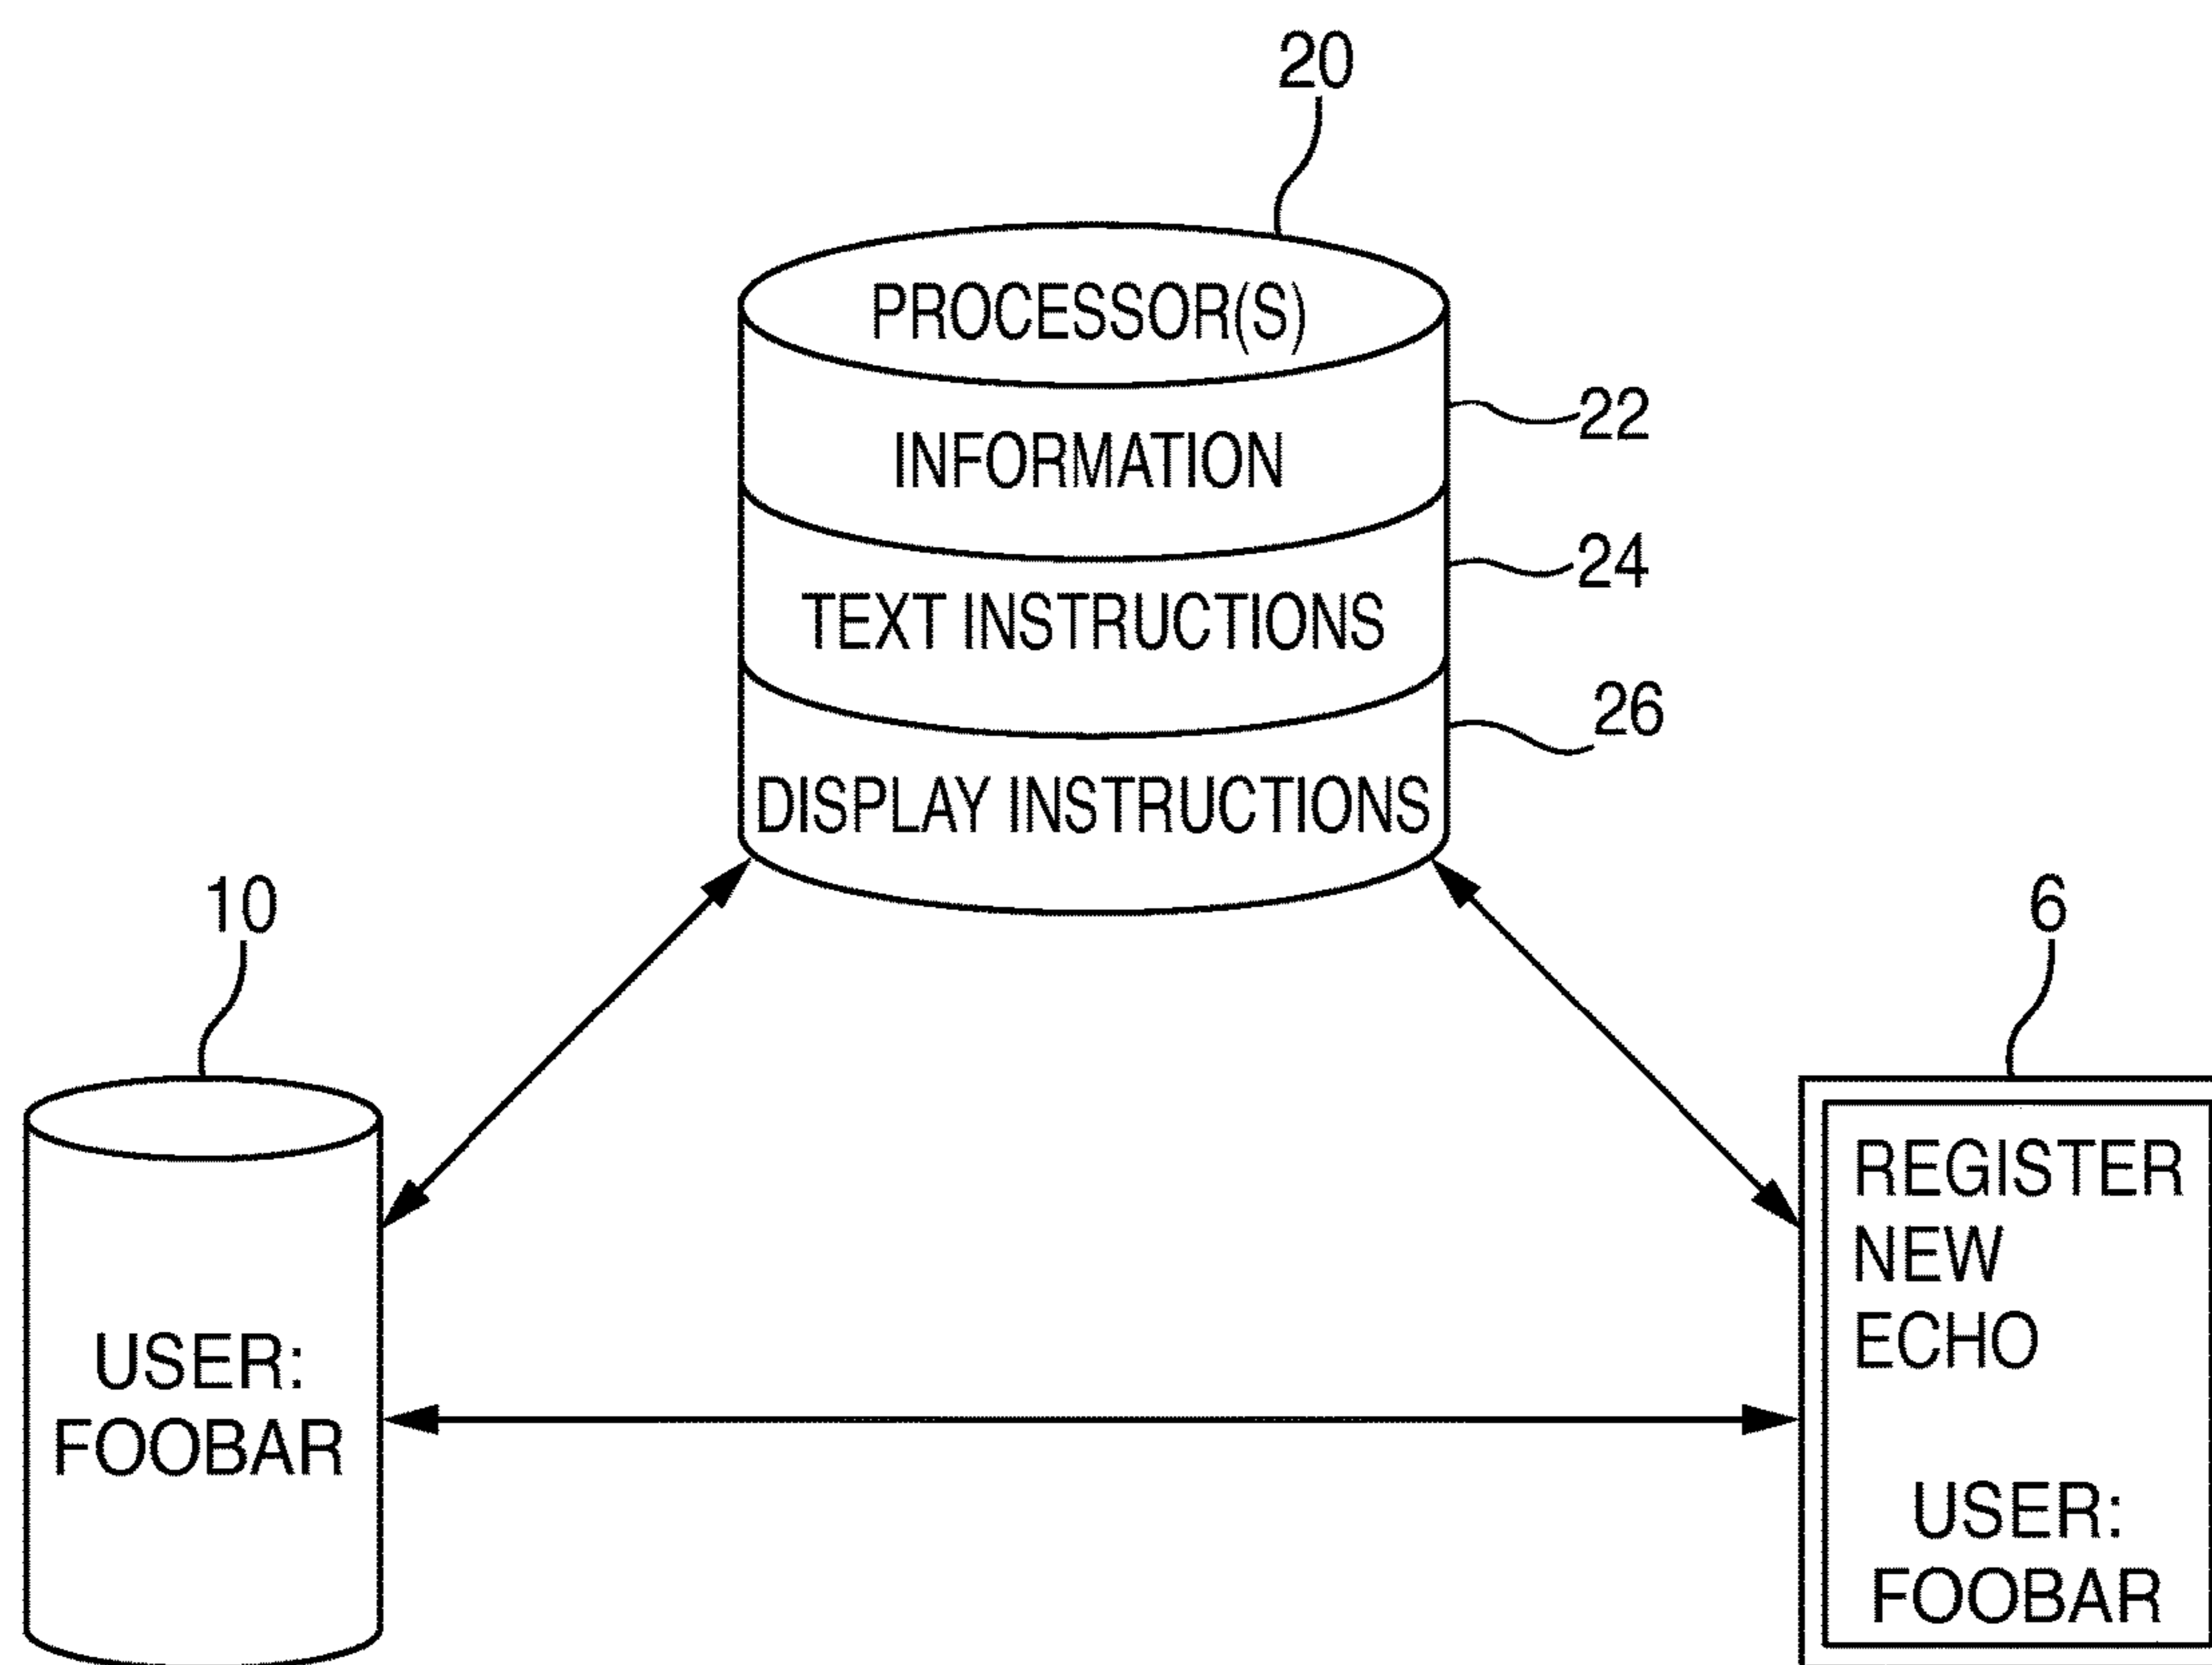 20
PROCESSOR(S)
INFORMATION
22
TEXT INSTRUCTIONS
24
DISPLAY INSTRUCTIONS
26
10
USER:
FOOBAR
6
REGISTER
NEW
ECHO
USER:
FOOBAR